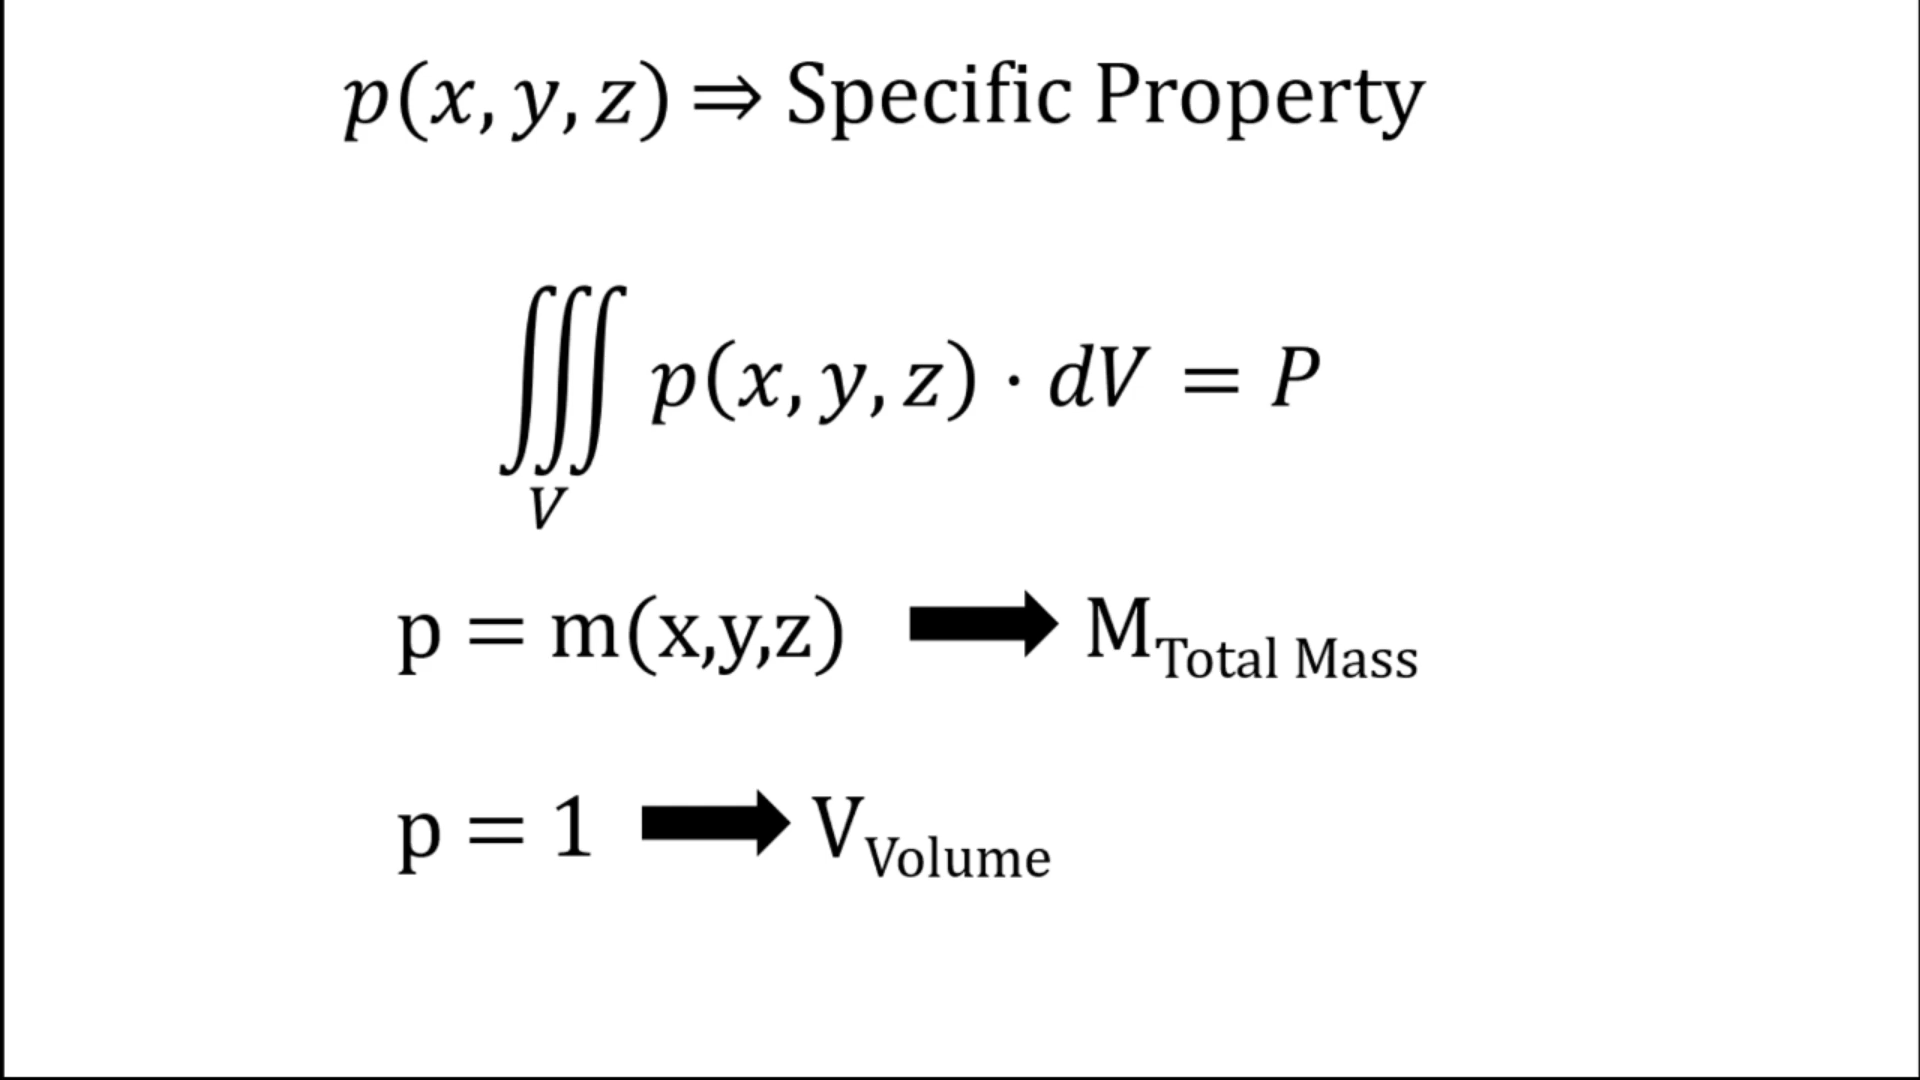 p(x, y, z) ⇒ Specific Property
∭ p(x, y, z) · dV = P
V
p = m(x,y,z) ➡ M Total Mass
p = 1 ➡ V Volume